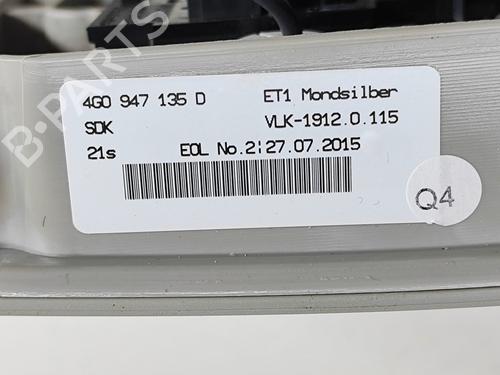 4G0 947 135 D ET1 Mondsilber
SDK VLK-1912.0.115
21s EOL No.2 27.07.2015
Q4
B-PARTS